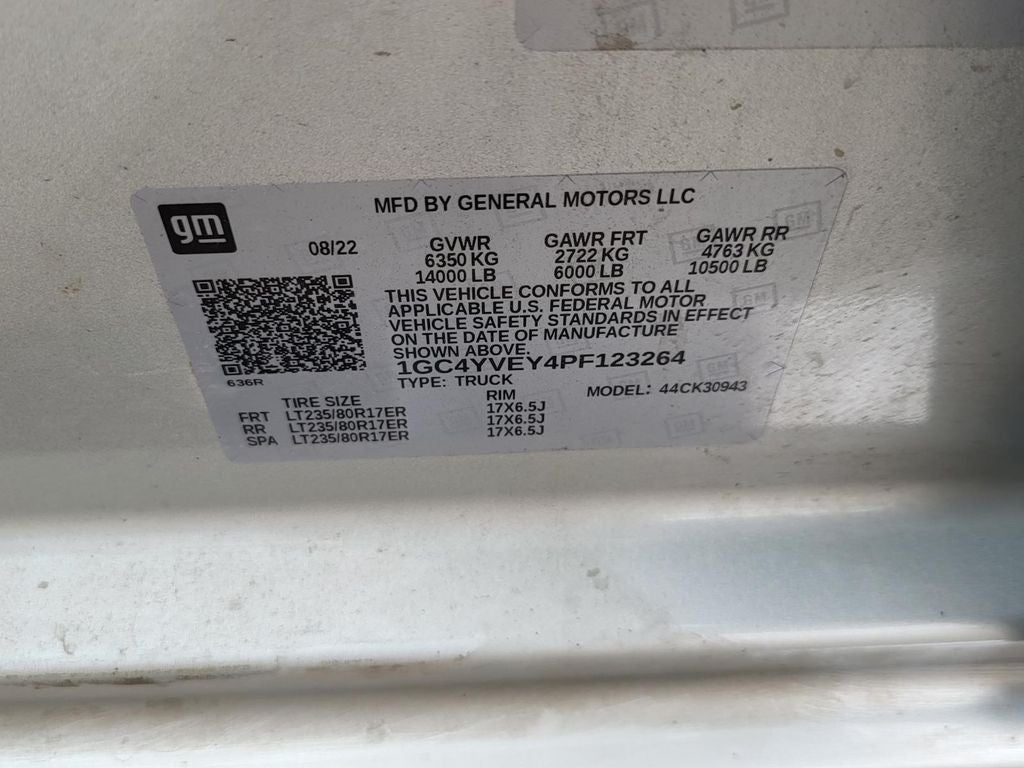 gm
MFD BY GENERAL MOTORS LLC
08/22 GVWR GAWR FRT GAWR RR
6350 KG 2722 KG 4763 KG
14000 LB 6000 LB 10500 LB
THIS VEHICLE CONFORMS TO ALL
APPLICABLE U.S. FEDERAL MOTOR
VEHICLE SAFETY STANDARDS IN EFFECT
ON THE DATE OF MANUFACTURE
SHOWN ABOVE.
1GC4YVEY4PF123264
636R
TYPE: TRUCK MODEL: 44CK30943
TIRE SIZE RIM
FRT LT235/80R17ER 17X6.5J
RR LT235/80R17ER 17X6.5J
SPA LT235/80R17ER 17X6.5J